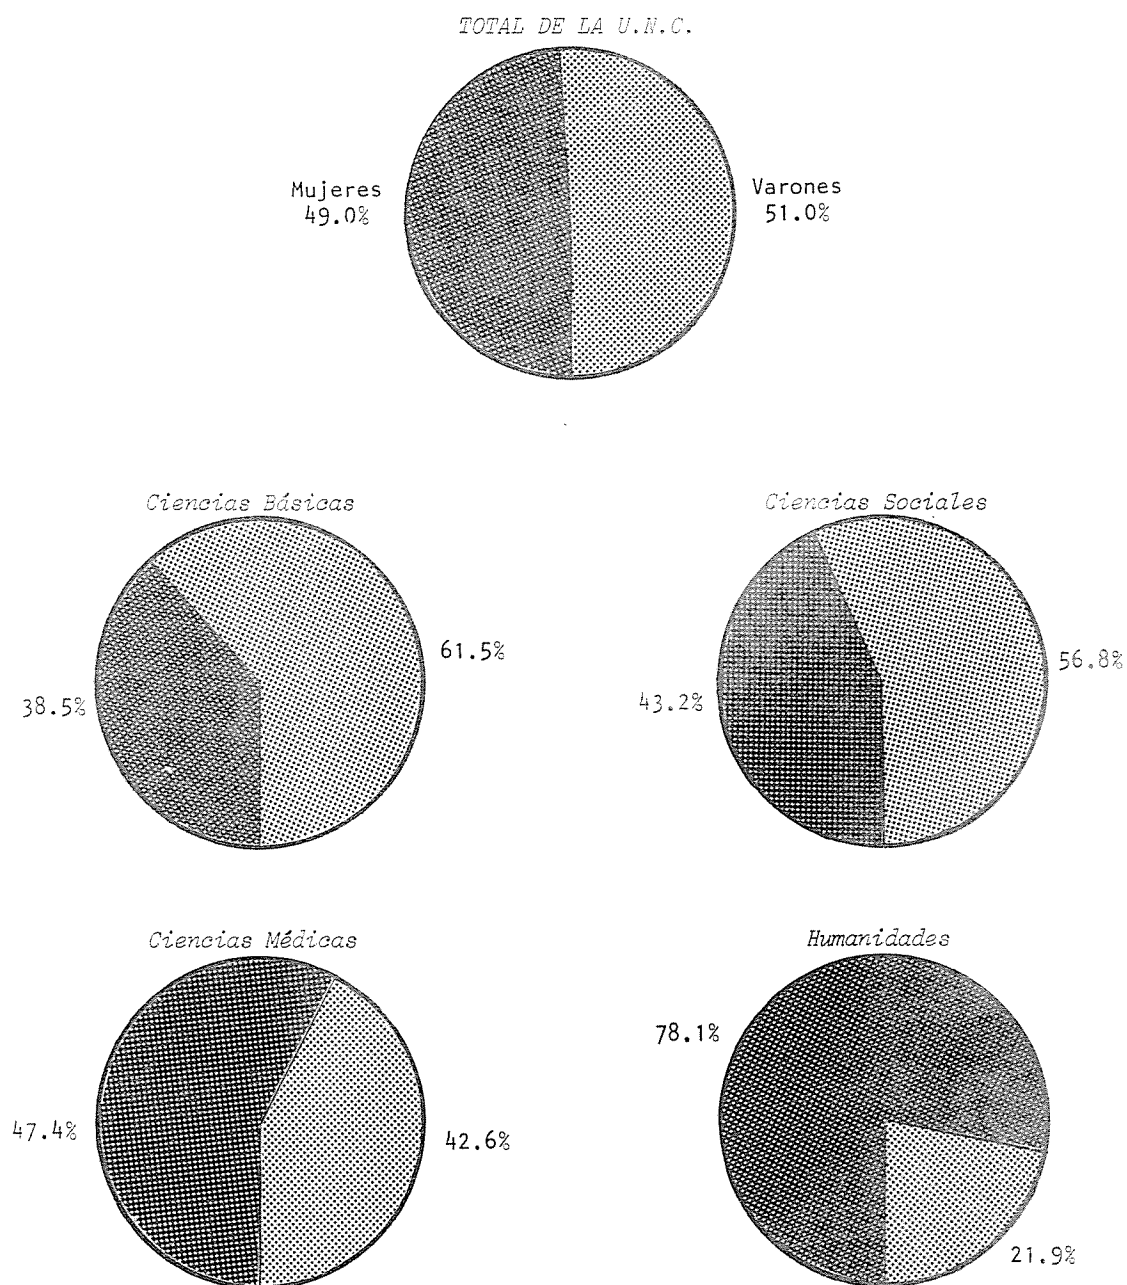 TOTAL DE LA U.N.C.
Mujeres
49.0%
Varones
51.0%
Ciencias Básicas
61.5%
38.5%
Ciencias Sociales
56.8%
43.2%
Ciencias Médicas
47.4%
42.6%
Humanidades
78.1%
21.9%